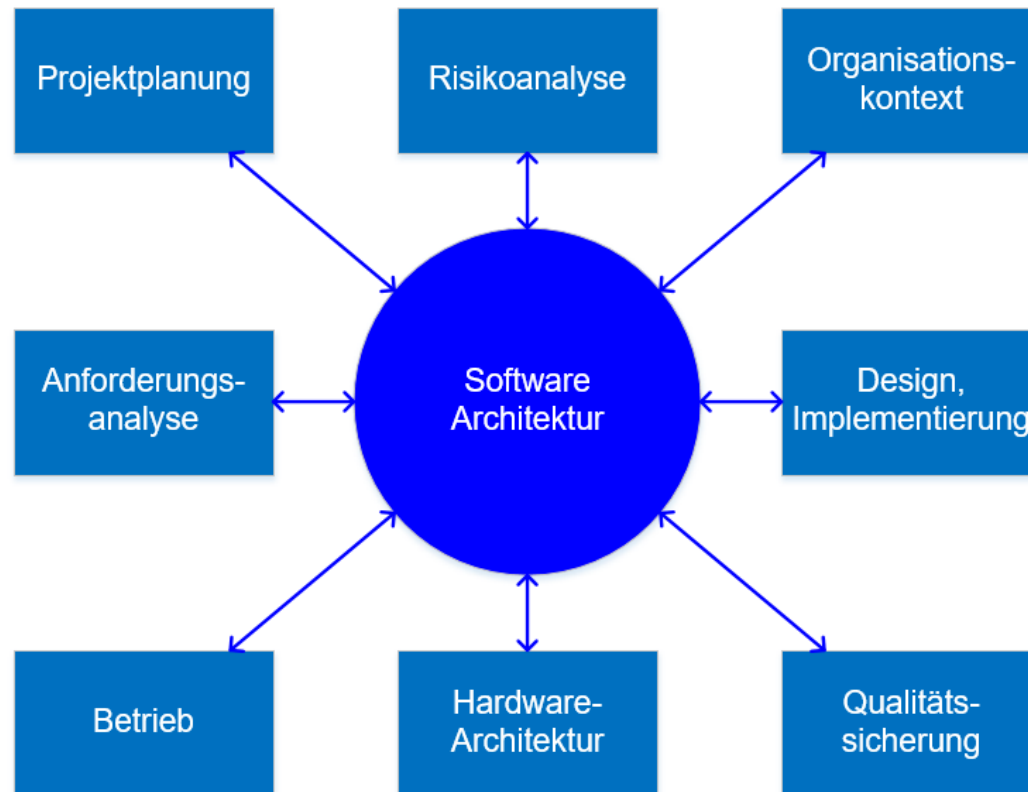 Projektplanung
Risikoanalyse
Organisations-
kontext
Anforderungs-
analyse
Software
Architektur
Design,
Implementierung
Betrieb
Hardware-
Architektur
Qualitäts-
sicherung